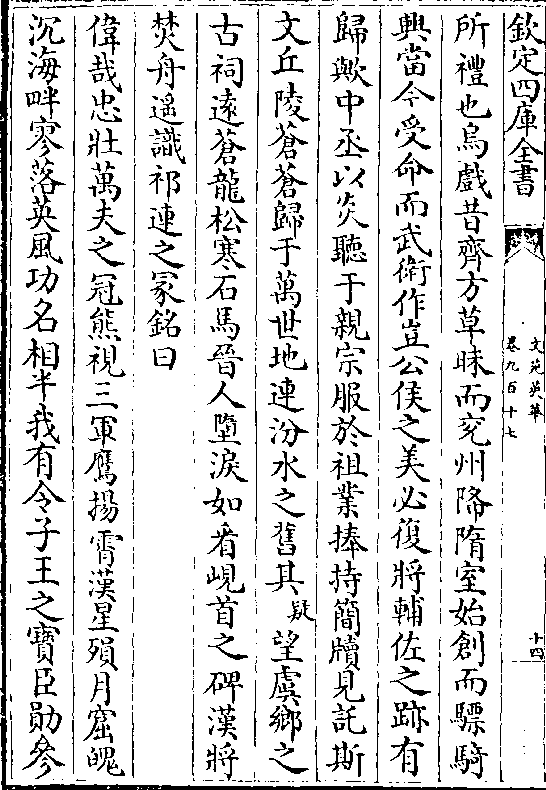 欽定四庫全書
文苑英華
卷九百十七
十四
所禮也烏戲昔齊方草昧而兖州降隋室始創而驃騎
興當今受命而武衛作豈公侯之美必復將輔佐之跡有
歸歟中丞以炎聽于親宗服於祖業捧持簡牘見託斯
文丘陵蒼蒼歸于萬世地連汾水之舊具疑望虞鄉之
古祠遠蒼龍松寒石馬晉人墮淚如看峴首之碑漢將
焚舟遥識祁連之冡銘曰
偉哉忠壯萬夫之冠熊視三軍鷹揚霄漢星殞月窟魄
沉海畔寥落英風功名相半我有令子王之寶臣勛參